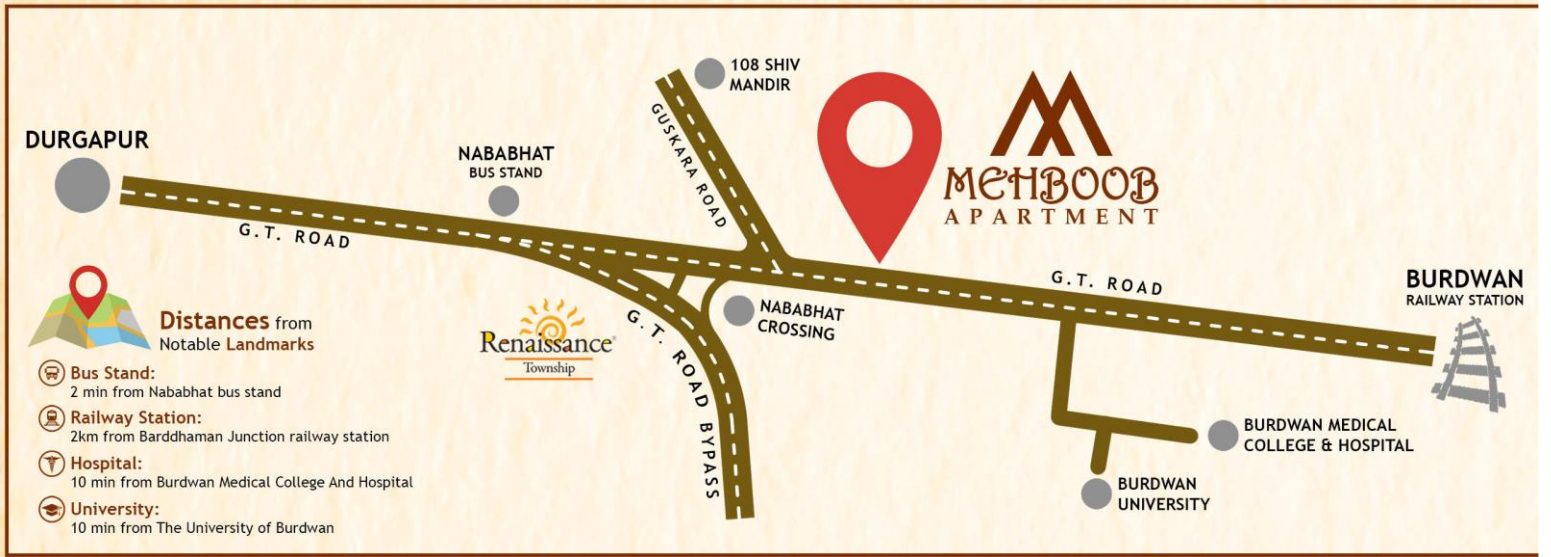 108 SHIV
MANDIR
DURGAPUR
NABABHAT
BUS STAND
GUSKARA ROAD
MEHBOOB
APARTMENT
G.T. ROAD
G.T. ROAD
BURDWAN
RAILWAY STATION
NABABHAT
CROSSING
Renaissance®
Township
G.T. ROAD BYPASS
Distances from
Notable Landmarks
Bus Stand:
2 min from Nababhat bus stand
Railway Station:
2km from Barddhaman Junction railway station
Hospital:
10 min from Burdwan Medical College And Hospital
University:
10 min from The University of Burdwan
BURDWAN MEDICAL
COLLEGE & HOSPITAL
BURDWAN
UNIVERSITY